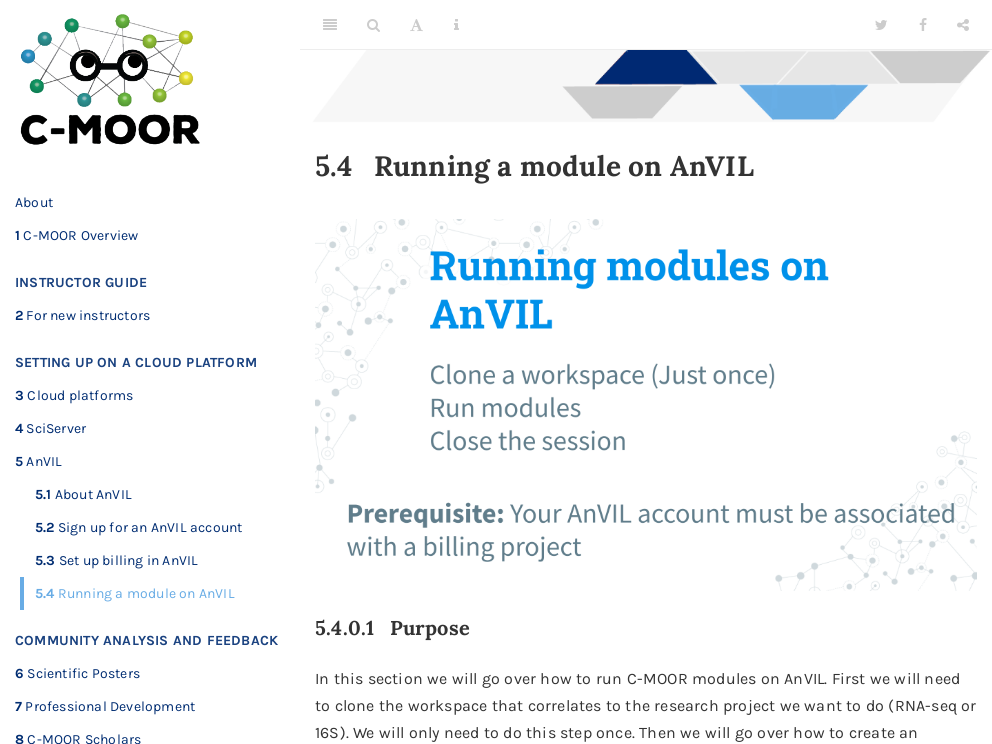 C-MOOR
About
1 C-MOOR Overview
INSTRUCTOR GUIDE
2 For new instructors
SETTING UP ON A CLOUD PLATFORM
3 Cloud platforms
4 SciServer
5 AnVIL
5.1 About AnVIL
5.2 Sign up for an AnVIL account
5.3 Set up billing in AnVIL
5.4 Running a module on AnVIL
COMMUNITY ANALYSIS AND FEEDBACK
6 Scientific Posters
7 Professional Development
8 C-MOOR Scholars
A
i
5.4 Running a module on AnVIL
Running modules on
AnVIL
Clone a workspace (Just once)
Run modules
Close the session
Prerequisite: Your AnVIL account must be associated
with a billing project
5.4.0.1 Purpose
In this section we will go over how to run C-MOOR modules on AnVIL. First we will need
to clone the workspace that correlates to the research project we want to do (RNA-seq or
16S). We will only need to do this step once. Then we will go over how to create an